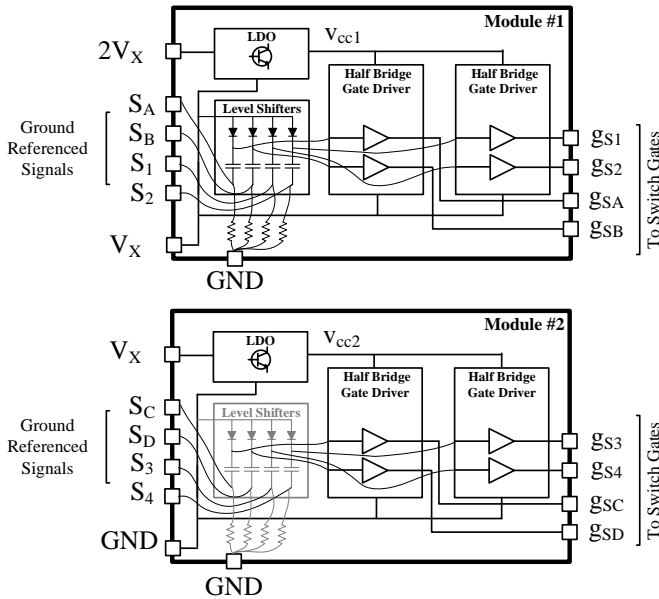 Module #1
LDO
2VX
vcc1
Half Bridge
Gate Driver
Half Bridge
Gate Driver
Level Shifters
Ground
Referenced
Signals
SA
SB
S1
S2
VX
GND
gS1
gS2
gSA
gSB
To Switch Gates
Module #2
LDO
VX
vcc2
Half Bridge
Gate Driver
Half Bridge
Gate Driver
Level Shifters
Ground
Referenced
Signals
SC
SD
S3
S4
GND
GND
gS3
gS4
gSC
gSD
To Switch Gates